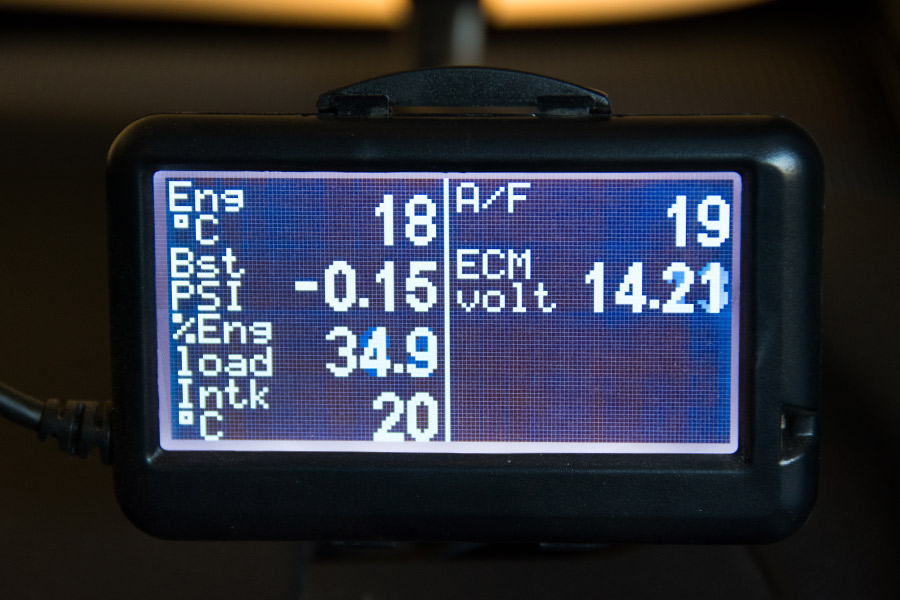 Eng
°C 18
Bst
PSI -0.15
%Eng
load 34.9
Intk
°C 20
A/F 19
ECM
volt